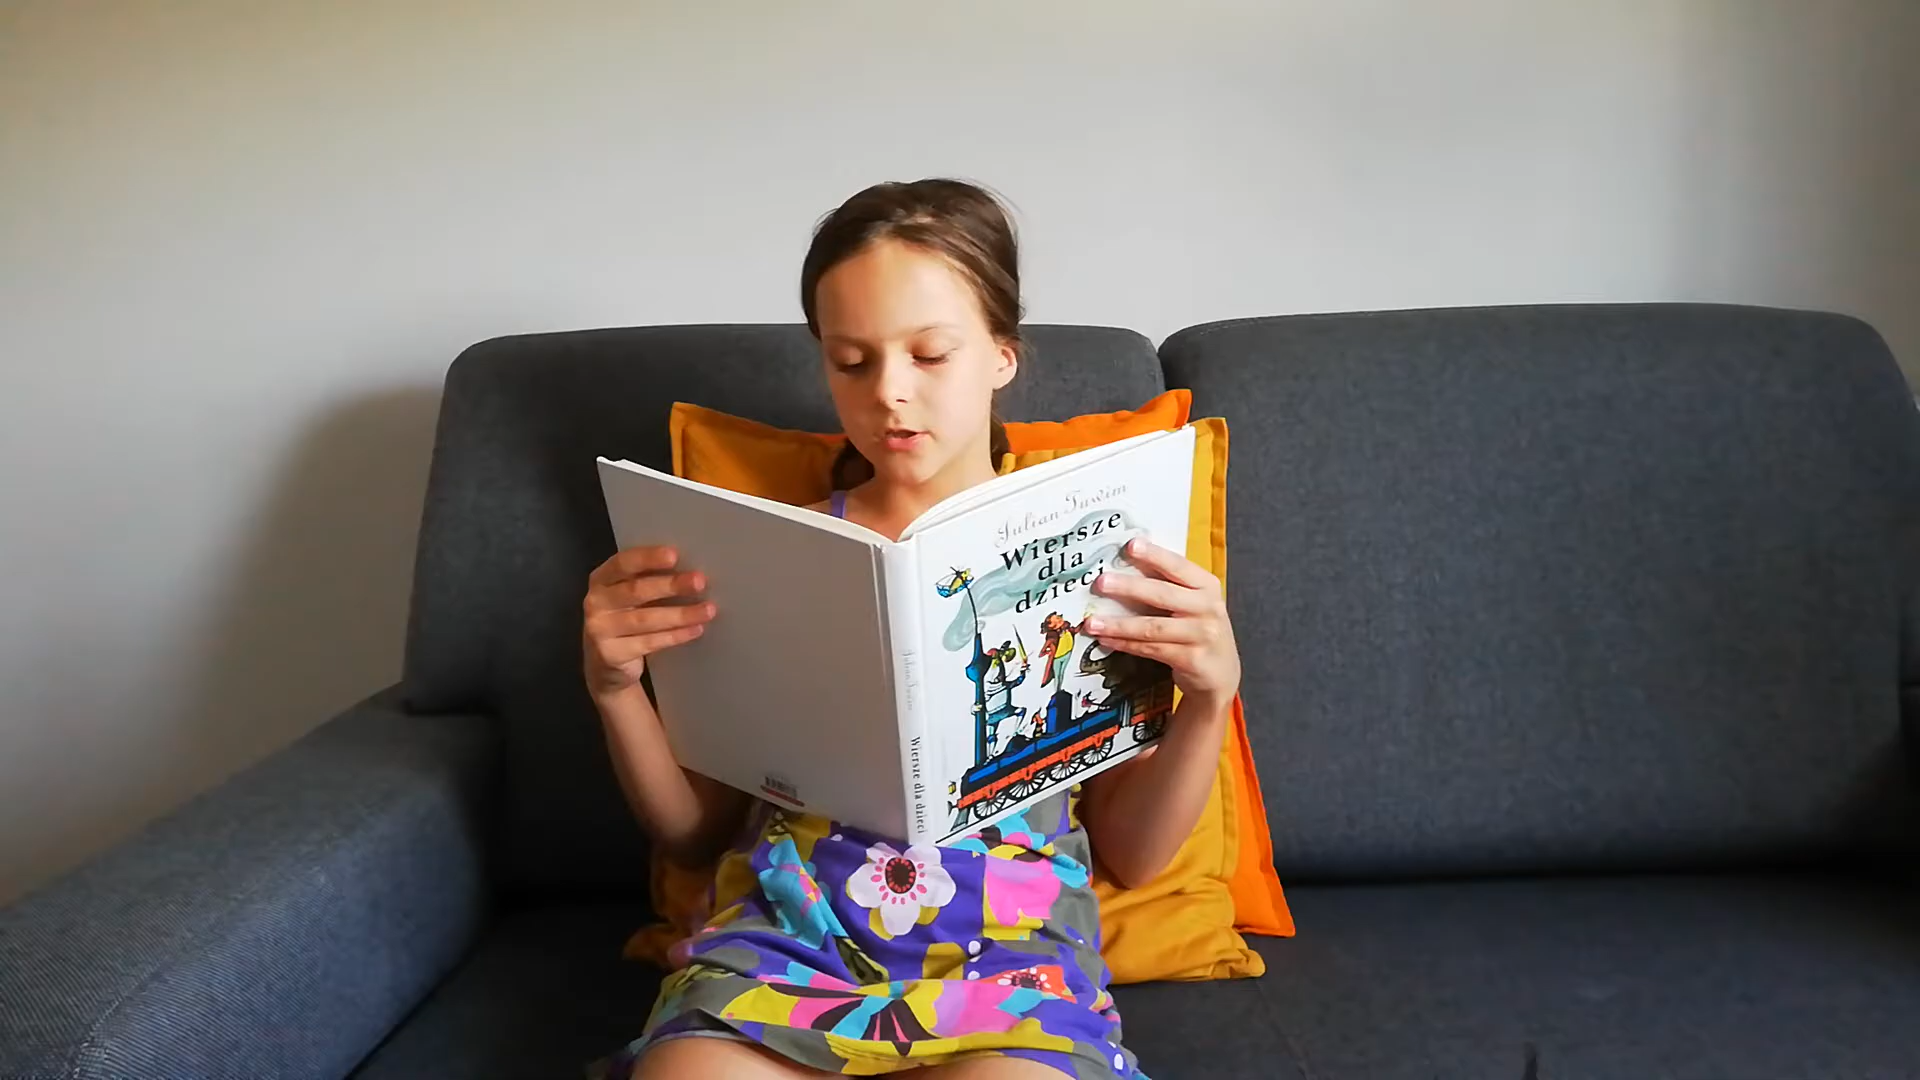 Julian Tuwim
Wiersze
dla
dzieci
Julian Tuwim
Wiersze dla dzieci